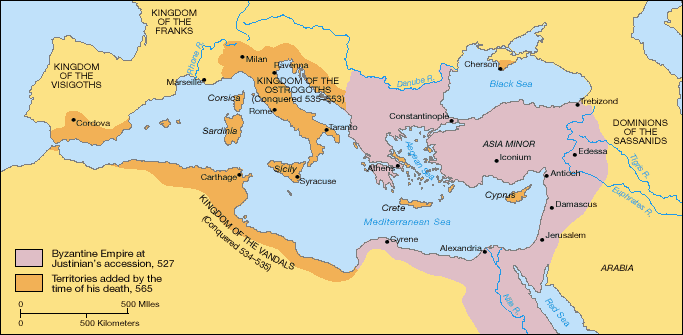 KINGDOM
OF THE
FRANKS
KINGDOM
OF THE
VISIGOTHS
Rhone R.
Milan
Ravenna
Marseille
KINGDOM OF THE
OSTROGOTHS
(Conquered 535–553)
Corsica
Rome
Cordova
Sardinia
Taranto
Carthage
Sicily
Syracuse
KINGDOM OF THE VANDALS
(Conquered 534–535)
Cherson
Danube R.
Black Sea
Constantinople
Trebizond
DOMINIONS
OF THE
SASSANIDS
ASIA MINOR
Iconium
Edessa
Aegean Sea
Athens
Antioch
Tigris R.
Euphrates R.
Crete
Cyprus
Damascus
Mediterranean Sea
Cyrene
Alexandria
Jerusalem
ARABIA
Nile R.
Red Sea
Byzantine Empire at
Justinian's accession, 527
Territories added by the
time of his death, 565
0 500 Miles
0 500 Kilometers